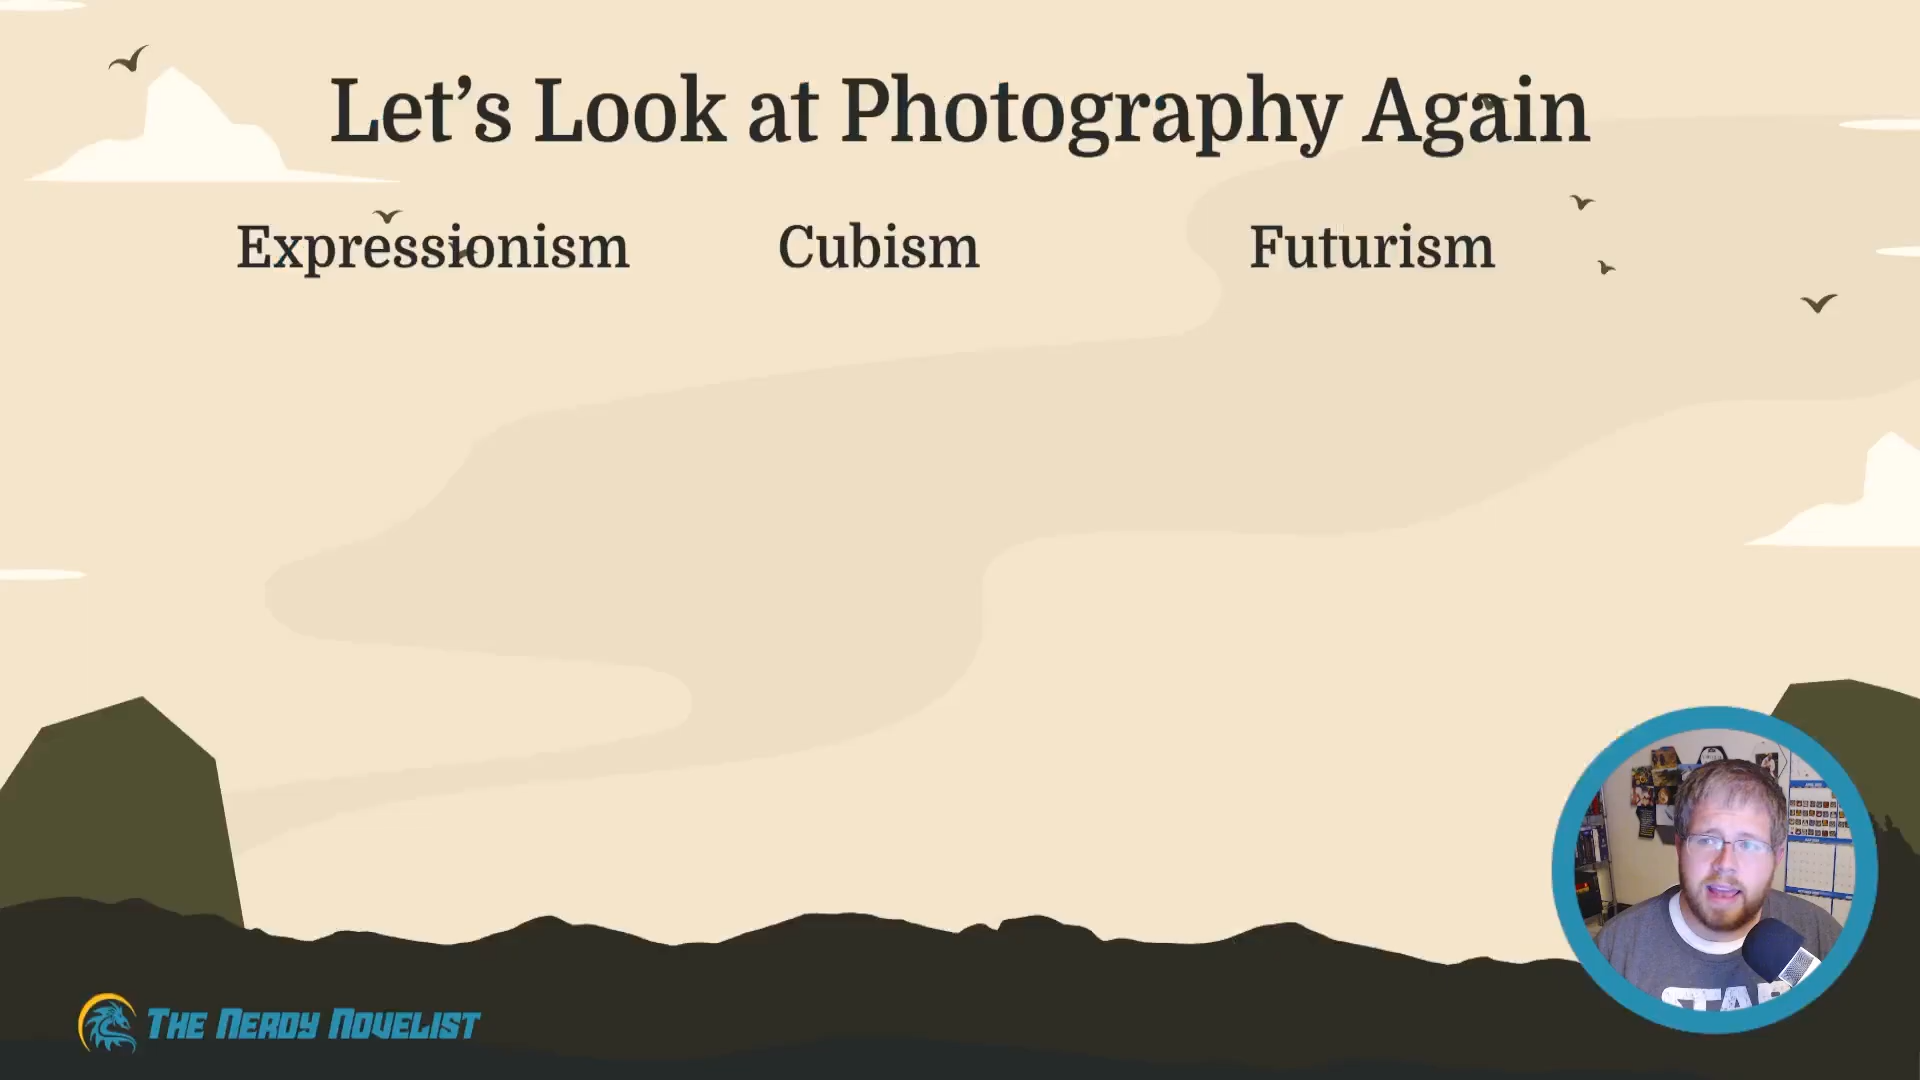 Let's Look at Photography Again
Expressionism
Cubism
Futurism
THE NERDY NOVELIST